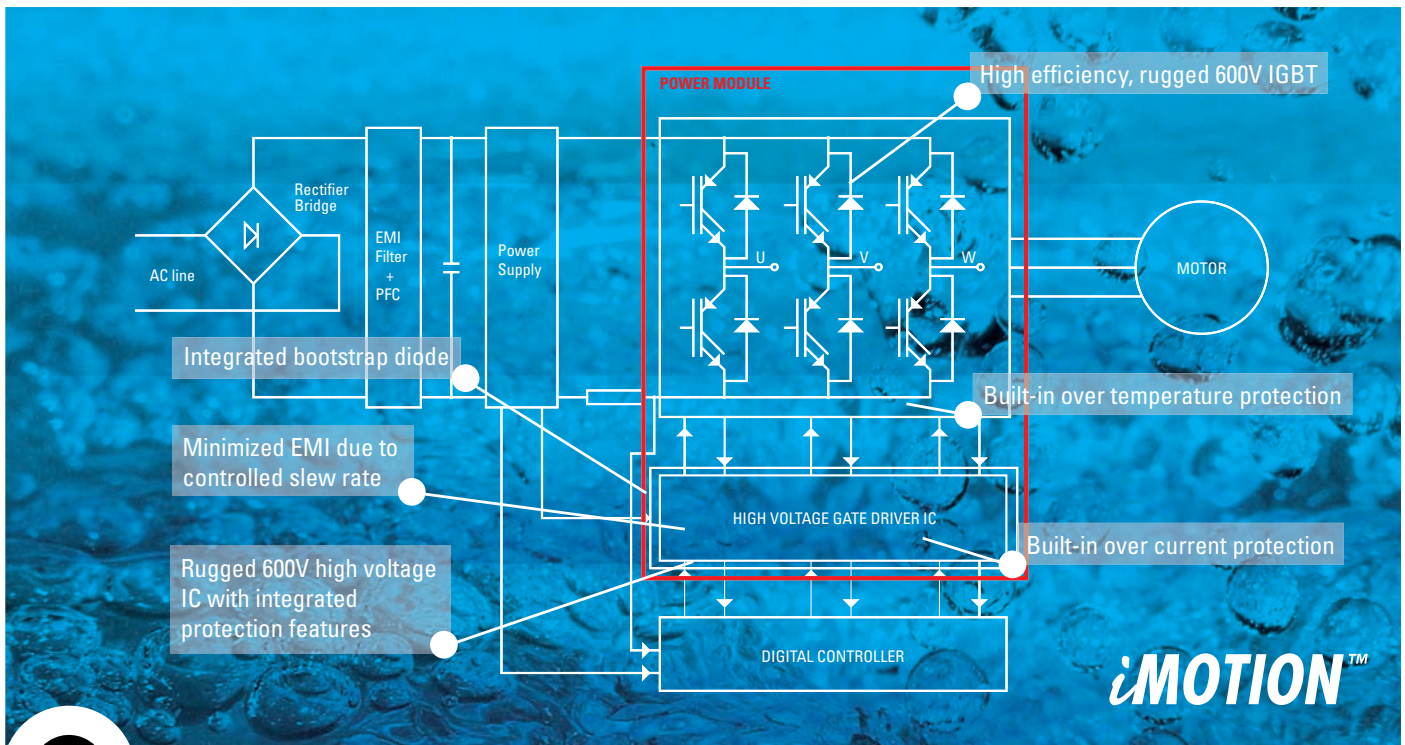 POWER MODULE
High efficiency, rugged 600V IGBT
Rectifier
Bridge
EMI
Filter
+
PFC
Power
Supply
AC line
U
V
W
MOTOR
Integrated bootstrap diode
Built-in over temperature protection
Minimized EMI due to
controlled slew rate
HIGH VOLTAGE GATE DRIVER IC
Built-in over current protection
Rugged 600V high voltage
IC with integrated
protection features
DIGITAL CONTROLLER
iMOTION™